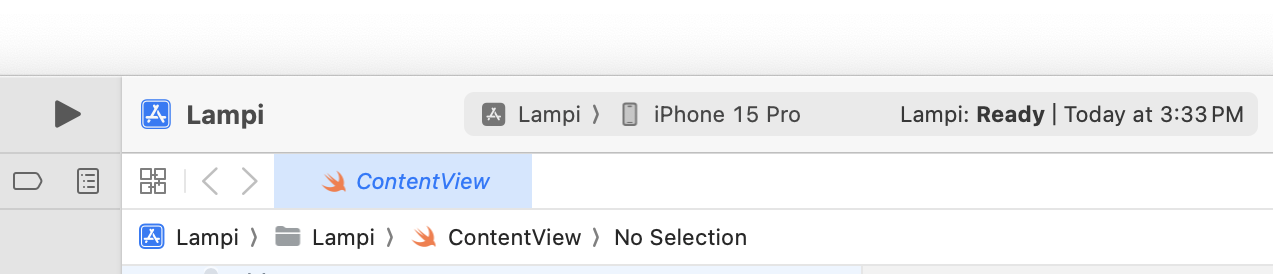 Lampi Lampi 〉 iPhone 15 Pro Lampi: Ready | Today at 3:33 PM
ContentView
Lampi 〉 Lampi 〉 ContentView 〉 No Selection